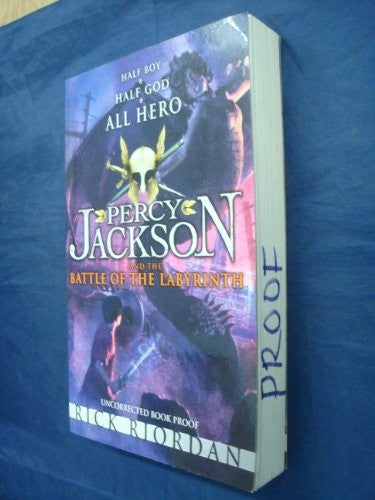 HALF BOY
HALF GOD
ALL HERO
PERCY
JACKSON
AND THE
BATTLE OF THE LABYRINTH
UNCORRECTED BOOK PROOF
RICK RIORDAN
PROOF